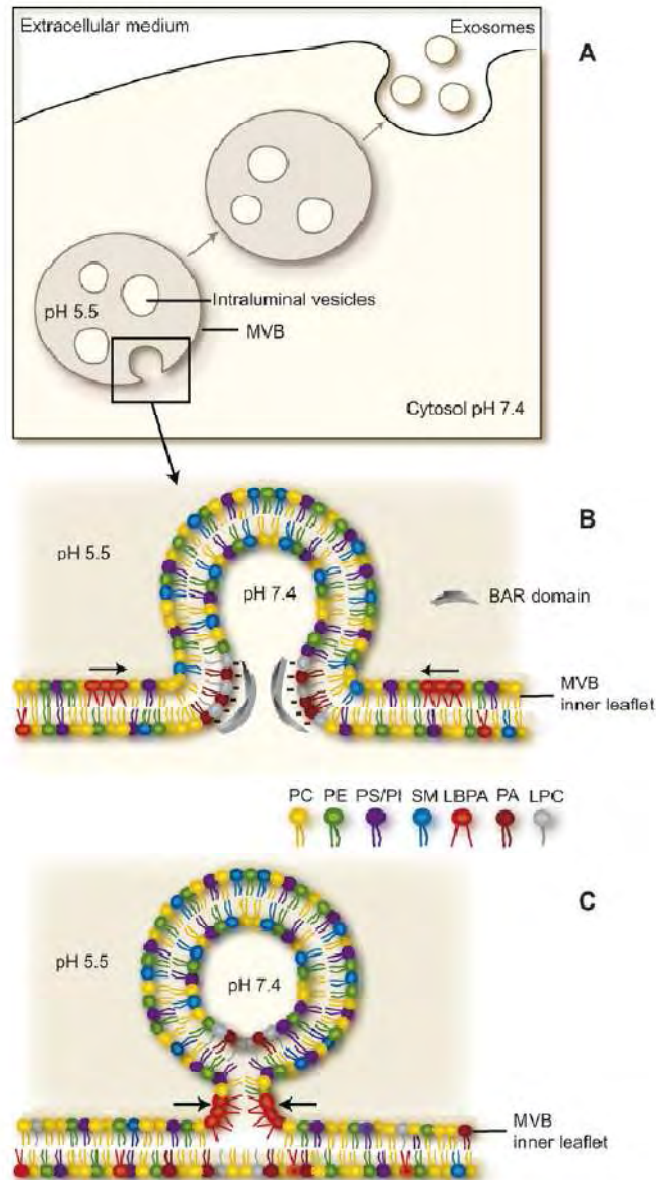 Extracellular medium
Exosomes
A
pH 5.5
Intraluminal vesicles
MVB
Cytosol pH 7.4
B
pH 5.5
pH 7.4
BAR domain
MVB
inner leaflet
PC PE PS/PI SM LBPA PA LPC
C
pH 5.5
pH 7.4
MVB
inner leaflet